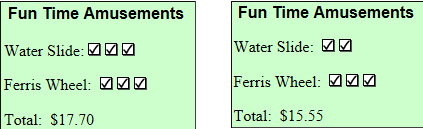 Fun Time Amusements
Water Slide: ☑☑☑
Ferris Wheel: ☑☑☑
Total: $17.70
Fun Time Amusements
Water Slide: ☑☑
Ferris Wheel: ☑☑☑
Total: $15.55